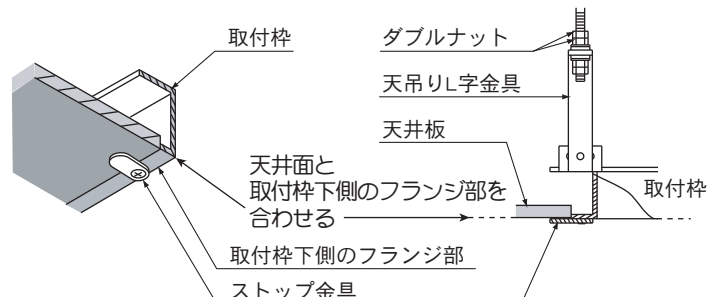 取付枠
ダブルナット
天吊りL字金具
天井板
天井面と
取付枠下側のフランジ部を
合わせる
取付枠
取付枠下側のフランジ部
ストップ金具